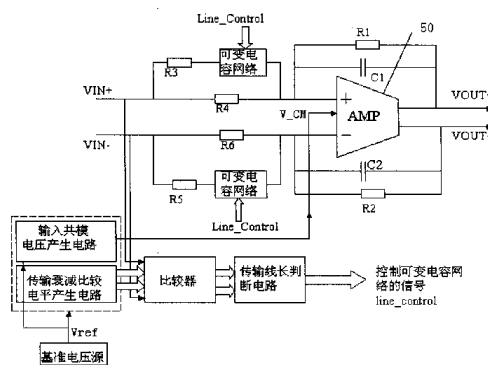 Line_Control
50
R1
可变电
容网络
R3
C1
VIN+
R4
+
AMP
VOUT
V_CM
VIN-
R6
−
VOUT
可变电
容网络
C2
R5
R2
Line_Control
输入共模
电压产生电路
传输衰减比较
电平产生电路
比较器
传输线长判
断电路
控制可变电容网
络的信号
line_control
Vref
基准电压源